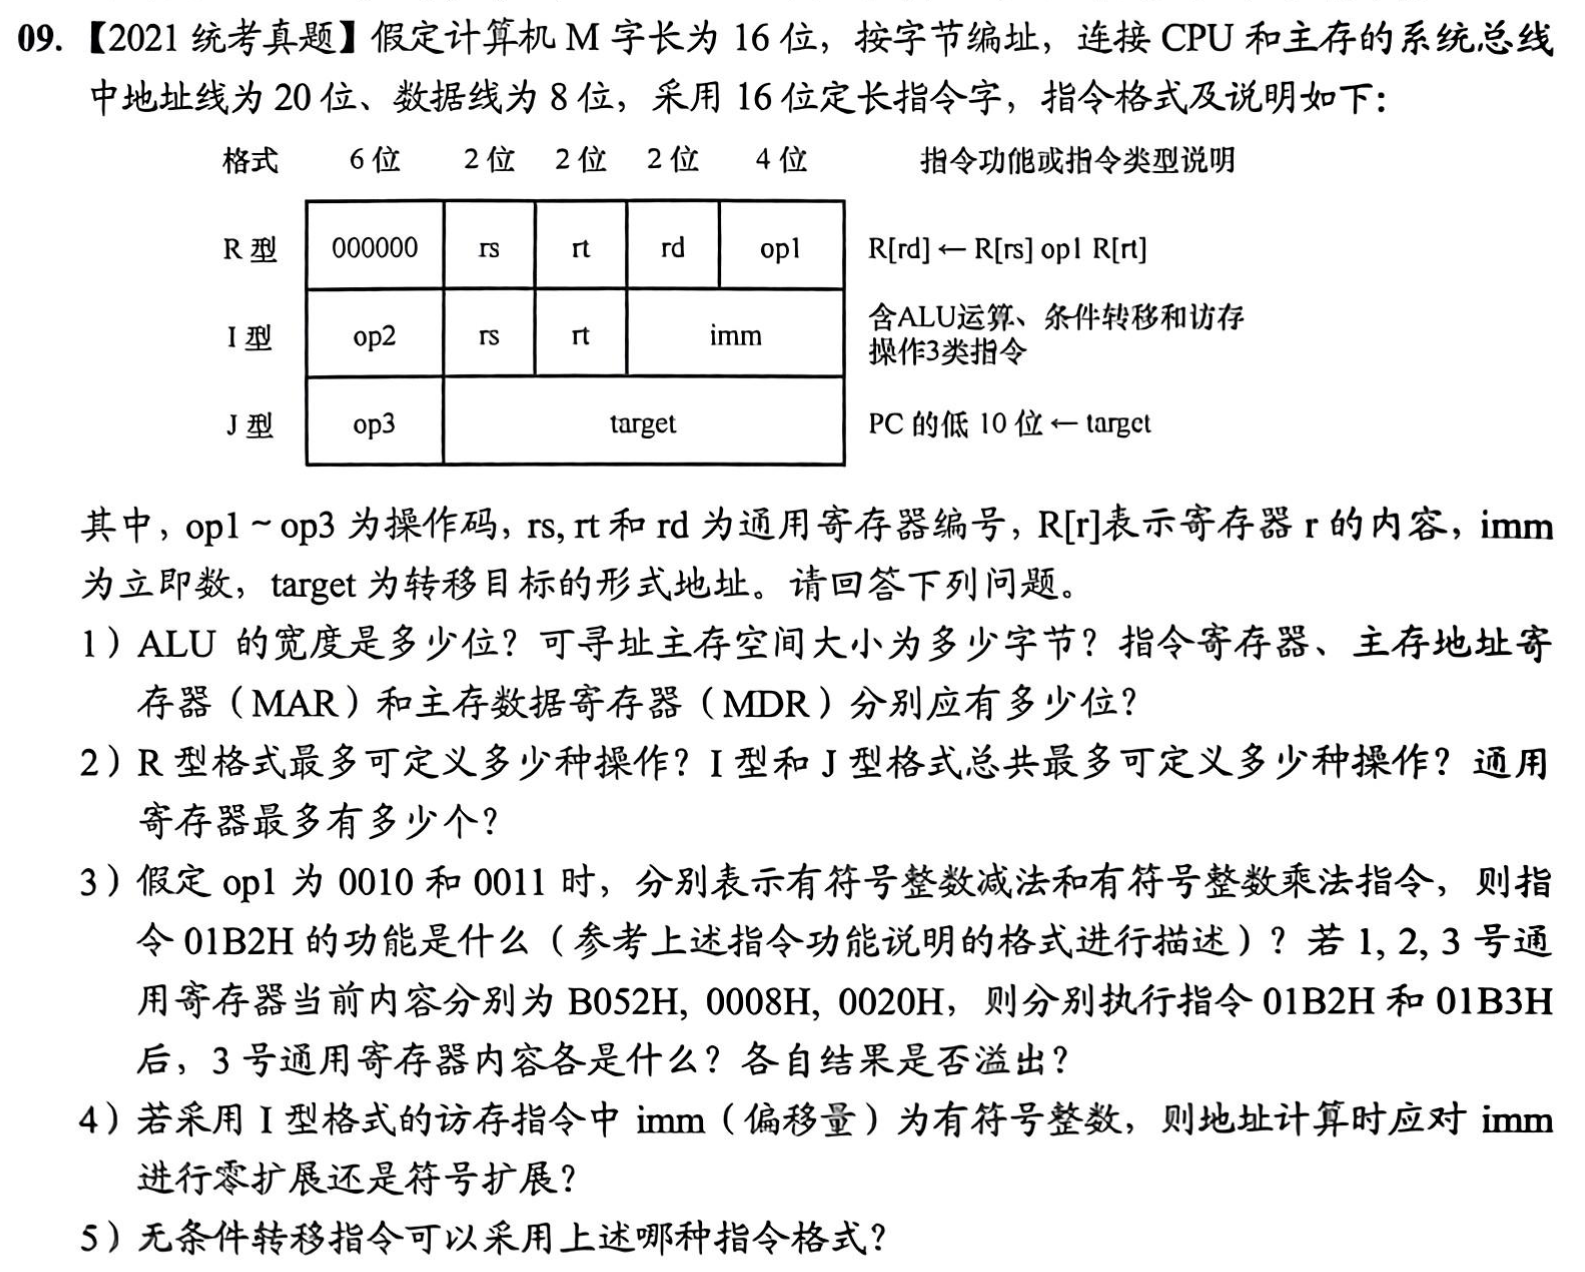 09.【2021 统考真题】假定计算机 M 字长为 16 位，按字节编址，连接 CPU 和主存的系统总线
中地址线为 20 位、数据线为 8 位，采用 16 位定长指令字，指令格式及说明如下：
格式 6 位 2 位 2 位 2 位 4 位 指令功能或指令类型说明
R 型 000000 rs rt rd op1 R[rd] ← R[rs] op1 R[rt]
I 型 op2 rs rt imm 含ALU运算、条件转移和访存
操作3类指令
J 型 op3 target PC 的低 10 位 ← target
其中，op1 ~ op3 为操作码，rs, rt 和 rd 为通用寄存器编号，R[r]表示寄存器 r 的内容，imm
为立即数，target 为转移目标的形式地址。请回答下列问题。
1）ALU 的宽度是多少位？可寻址主存空间大小为多少字节？指令寄存器、主存地址寄
存器（MAR）和主存数据寄存器（MDR）分别应有多少位？
2）R 型格式最多可定义多少种操作？I 型和 J 型格式总共最多可定义多少种操作？通用
寄存器最多有多少个？
3）假定 op1 为 0010 和 0011 时，分别表示有符号整数减法和有符号整数乘法指令，则指
令 01B2H 的功能是什么（参考上述指令功能说明的格式进行描述）？若 1, 2, 3 号通
用寄存器当前内容分别为 B052H, 0008H, 0020H，则分别执行指令 01B2H 和 01B3H
后，3 号通用寄存器内容各是什么？各自结果是否溢出？
4）若采用 I 型格式的访存指令中 imm（偏移量）为有符号整数，则地址计算时应对 imm
进行零扩展还是符号扩展？
5）无条件转移指令可以采用上述哪种指令格式？